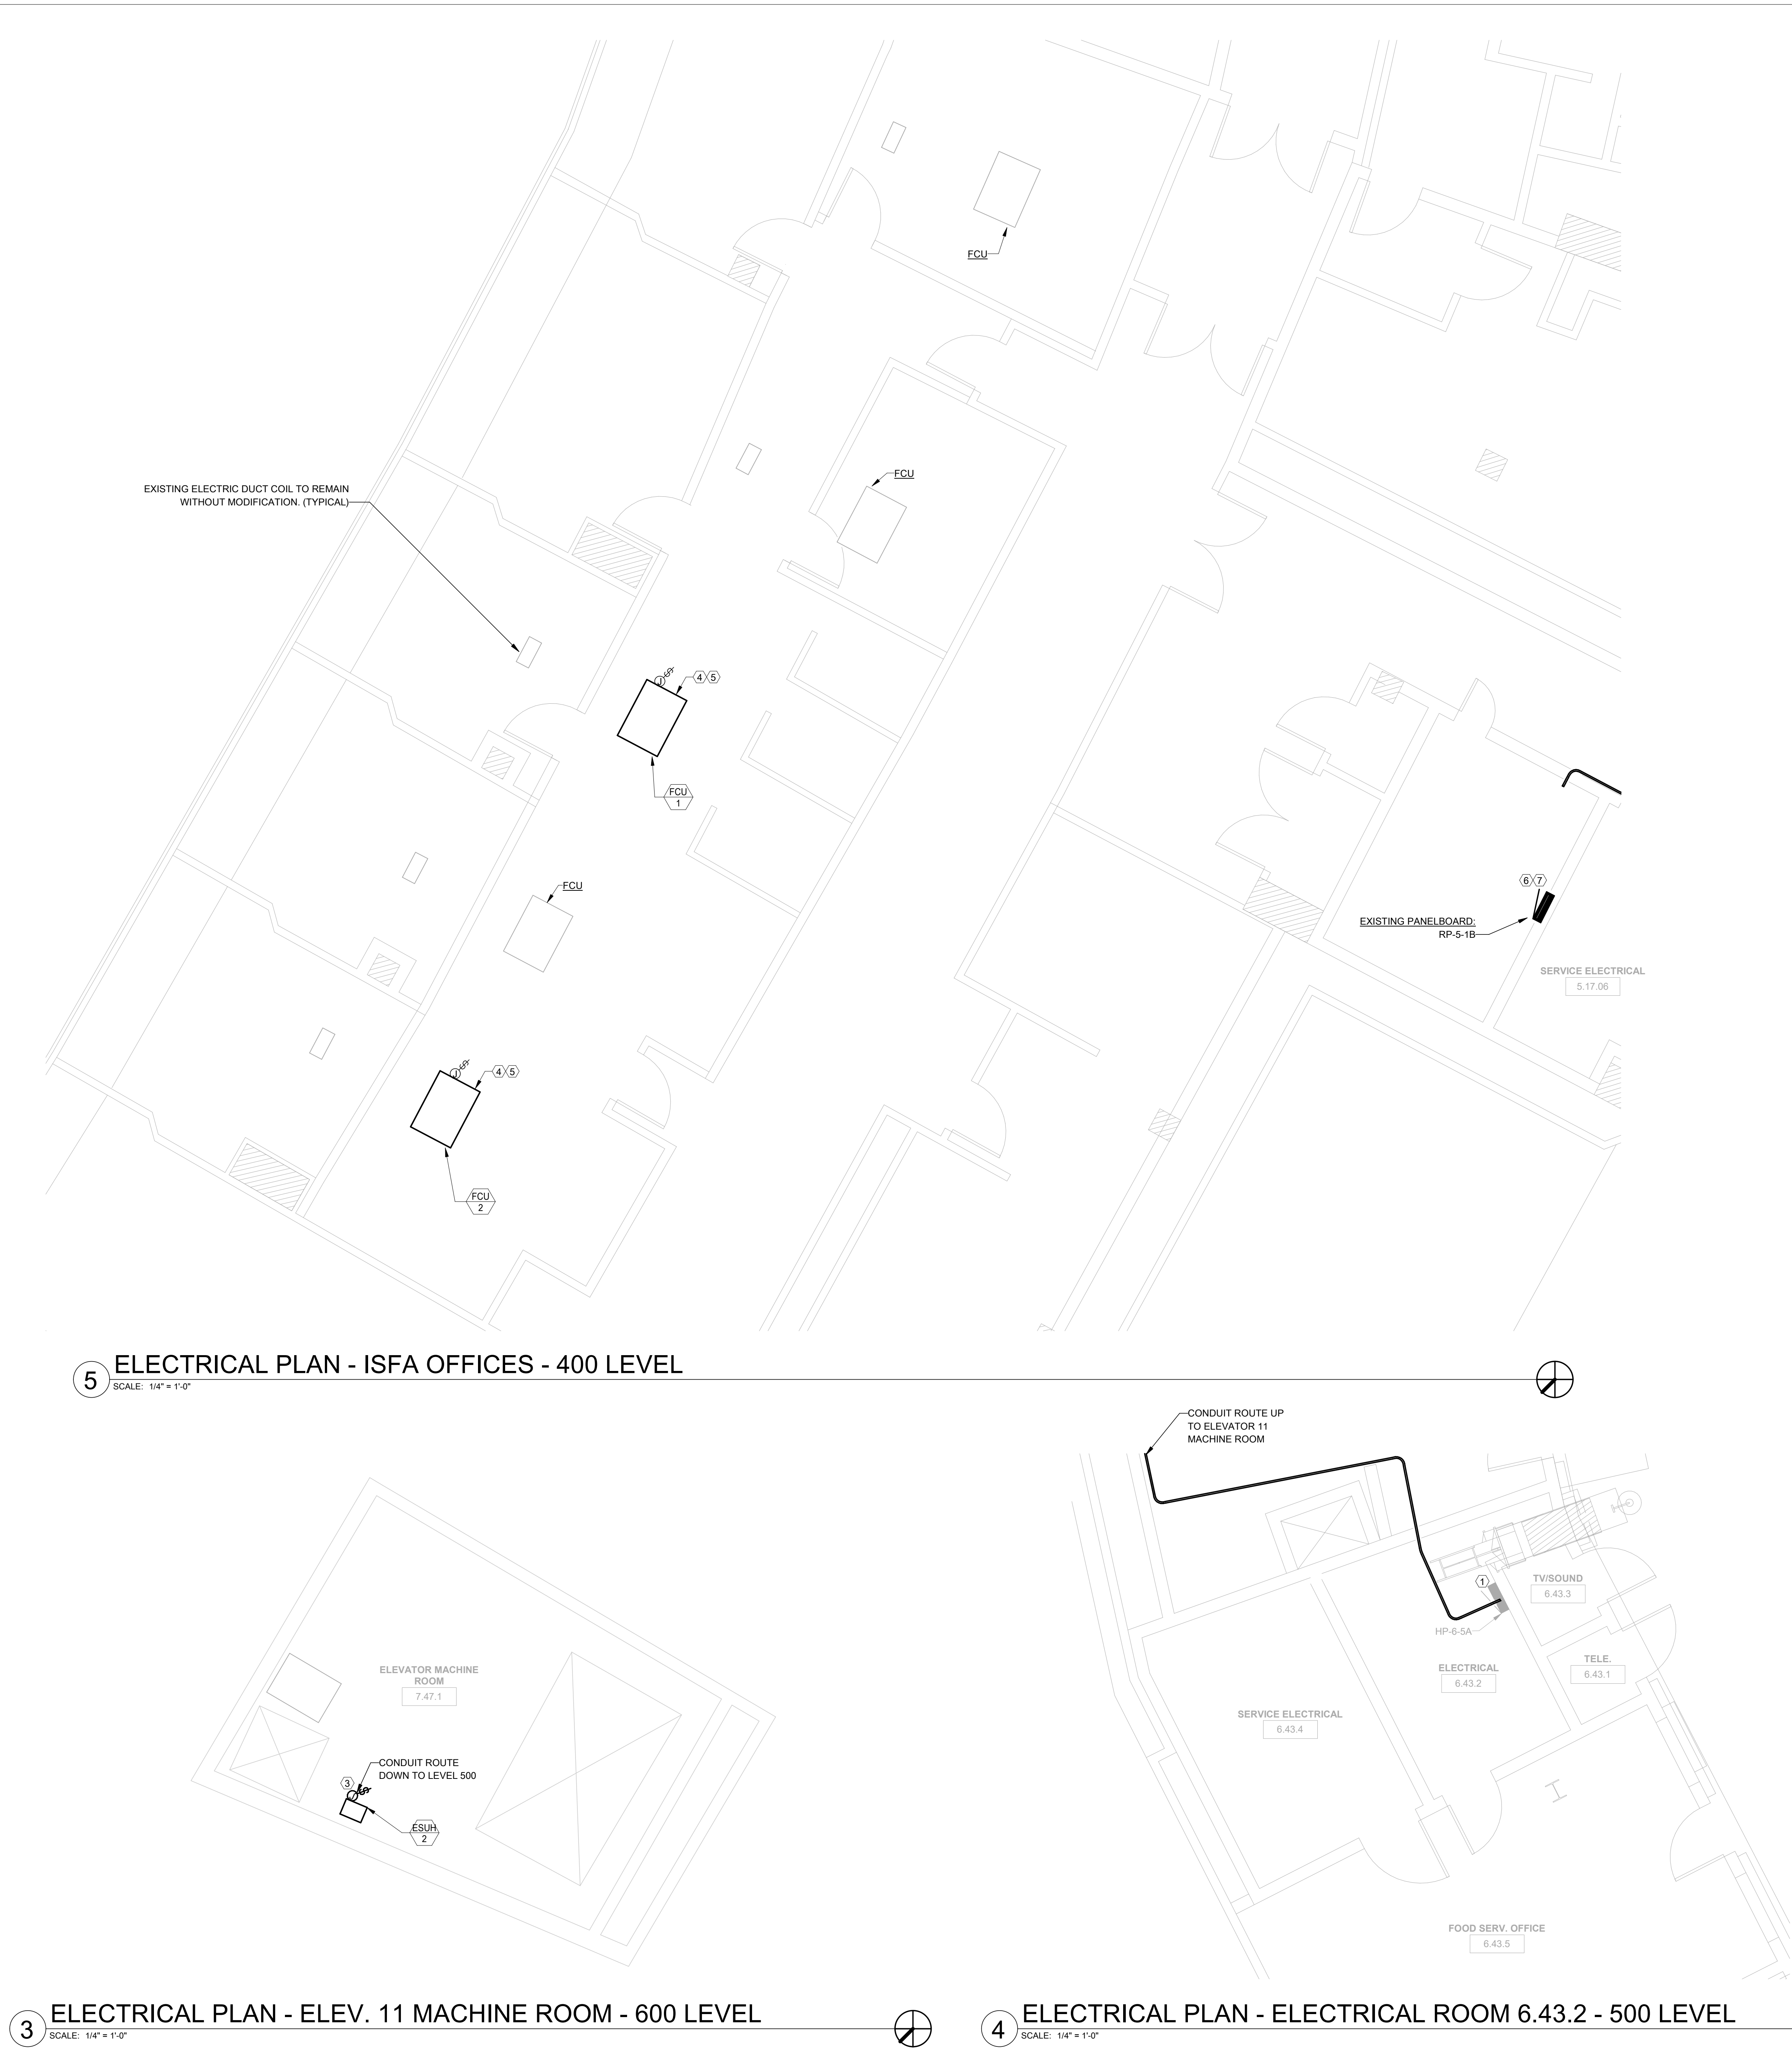 FCU
FCU
EXISTING ELECTRIC DUCT COIL TO REMAIN
WITHOUT MODIFICATION. (TYPICAL)
J $
4 5
FCU
1
FCU
6 7
EXISTING PANELBOARD:
RP-5-1B
SERVICE ELECTRICAL
5.17.06
J $
4 5
FCU
2
5
ELECTRICAL PLAN - ISFA OFFICES - 400 LEVEL
SCALE: 1/4" = 1'-0"
ELEVATOR MACHINE
ROOM
7.47.1
CONDUIT ROUTE
DOWN TO LEVEL 500
3
$
ESUH
2
3
ELECTRICAL PLAN - ELEV. 11 MACHINE ROOM - 600 LEVEL
SCALE: 1/4" = 1'-0"
CONDUIT ROUTE UP
TO ELEVATOR 11
MACHINE ROOM
1
TV/SOUND
6.43.3
HP-6-5A
TELE.
6.43.1
ELECTRICAL
6.43.2
SERVICE ELECTRICAL
6.43.4
FOOD SERV. OFFICE
6.43.5
4
ELECTRICAL PLAN - ELECTRICAL ROOM 6.43.2 - 500 LEVEL
SCALE: 1/4" = 1'-0"